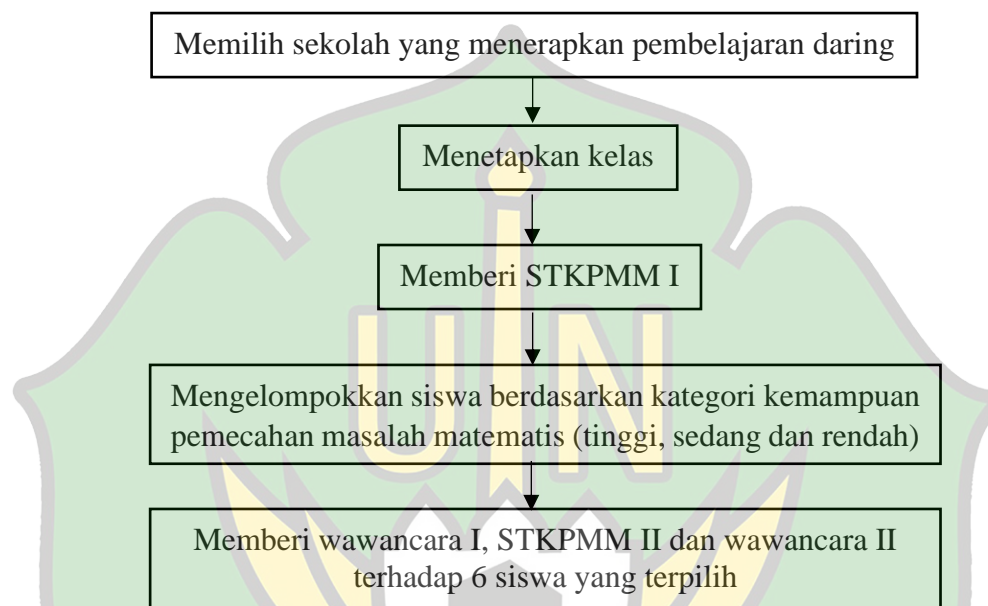 Memilih sekolah yang menerapkan pembelajaran daring
Menetapkan kelas
Memberi STKPMM I
UIN
Mengelompokkan siswa berdasarkan kategori kemampuan
pemecahan masalah matematis (tinggi, sedang dan rendah)
Memberi wawancara I, STKPMM II dan wawancara II
terhadap 6 siswa yang terpilih